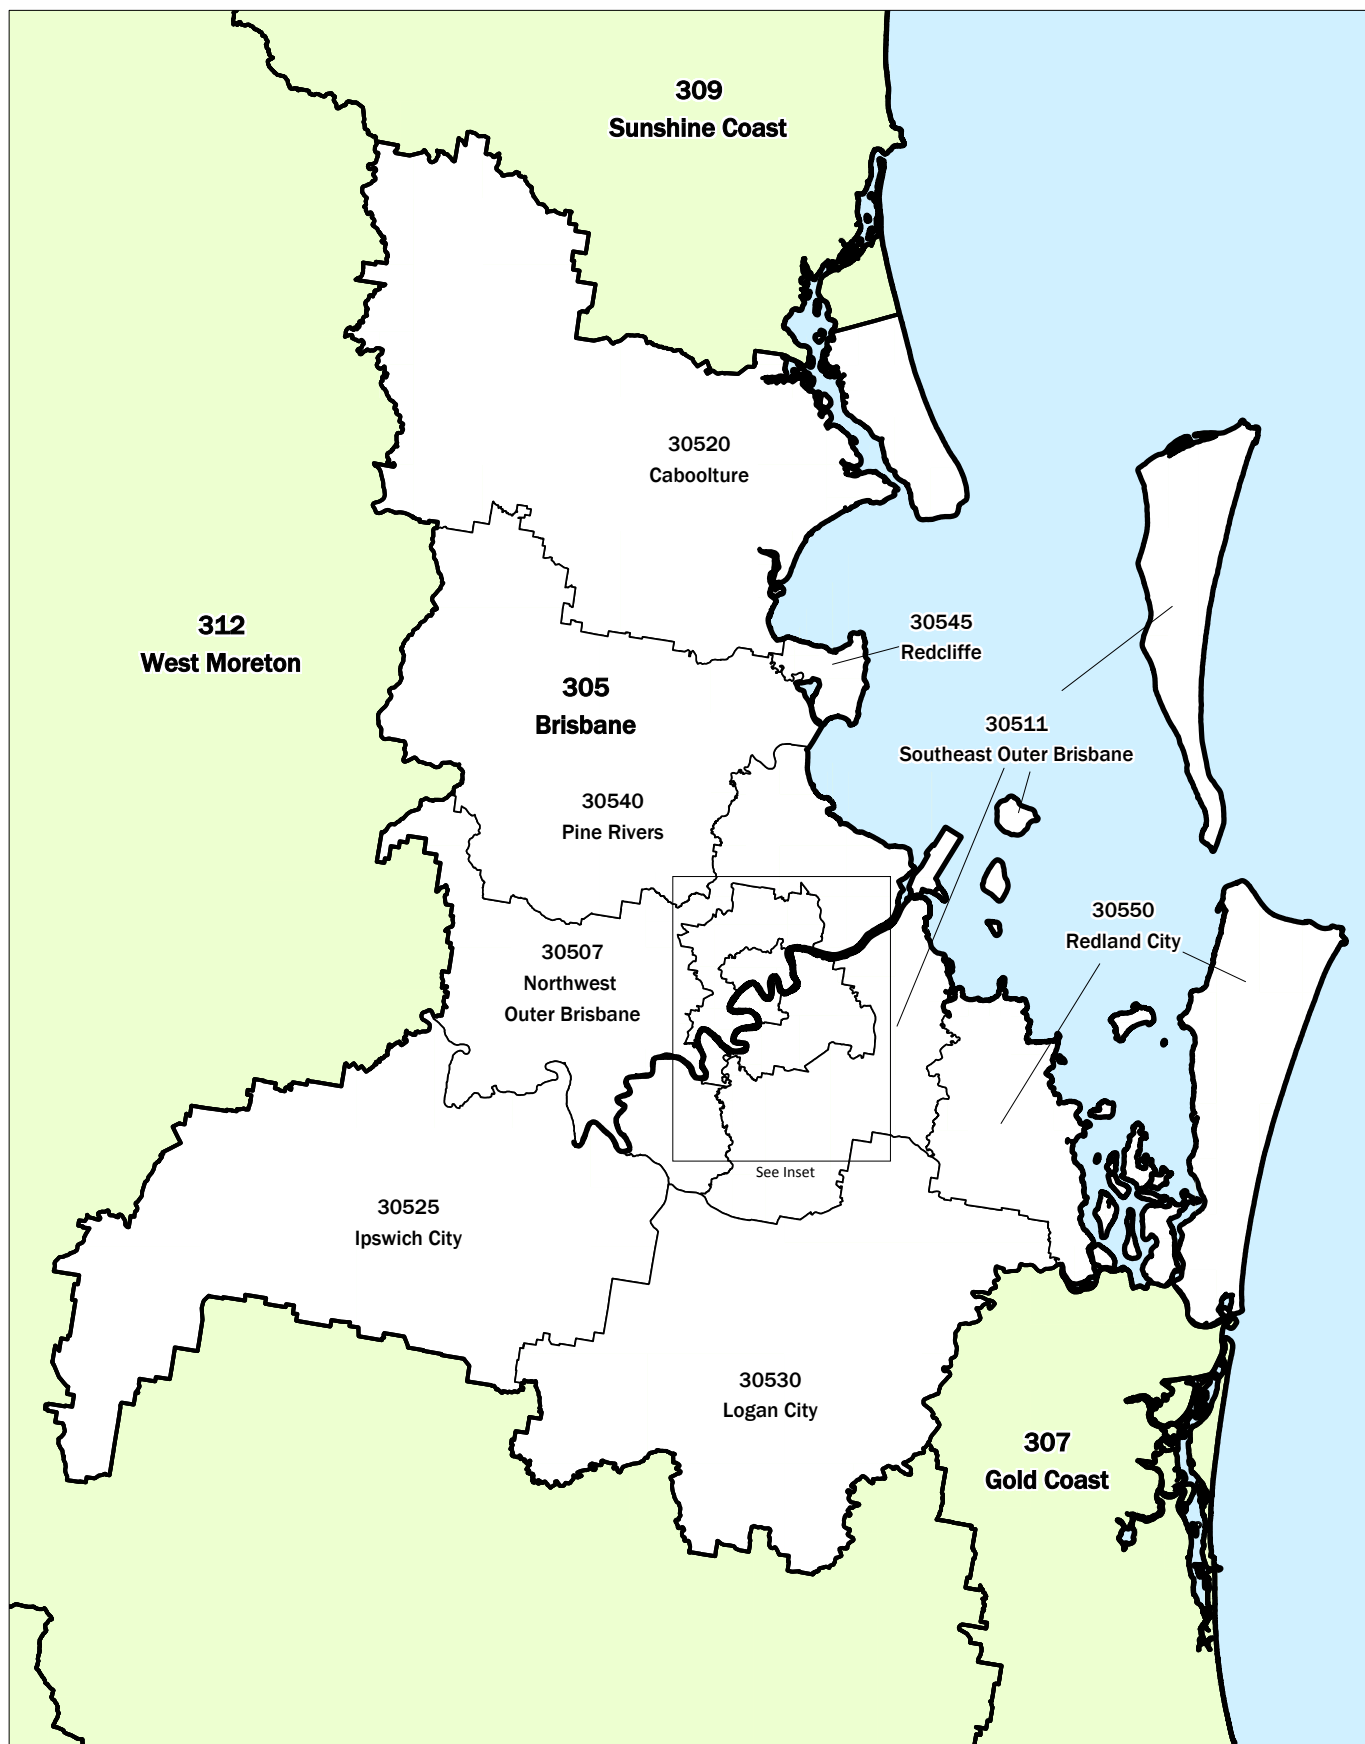 309
Sunshine Coast
30520
Caboolture
312
West Moreton
30545
Redcliffe
305
Brisbane
30511
Southeast Outer Brisbane
30540
Pine Rivers
30550
Redland City
30507
Northwest
Outer Brisbane
See Inset
30525
Ipswich City
30530
Logan City
307
Gold Coast